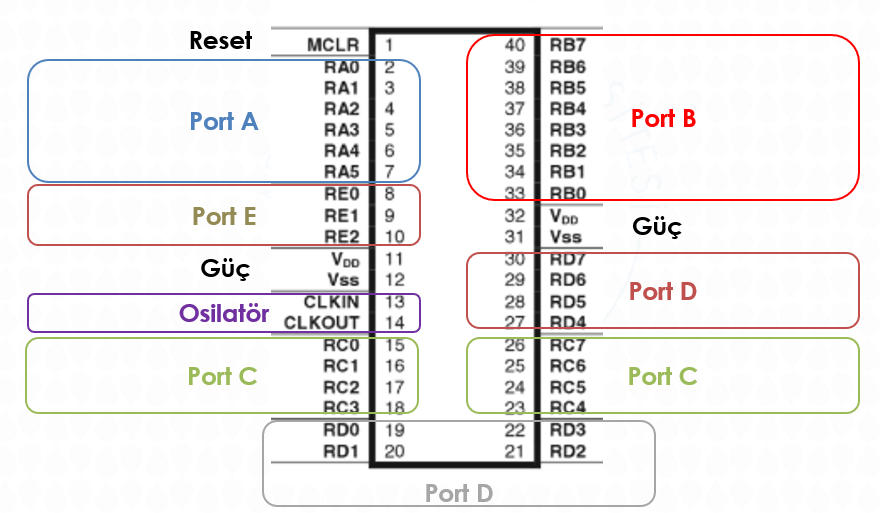 Reset MCLR 1 40 RB7
RA0 2 39 RB6
RA1 3 38 RB5
Port A RA2 4 37 RB4 Port B
RA3 5 36 RB3
RA4 6 35 RB2
RA5 7 34 RB1
RE0 8 33 RB0
Port E RE1 9 32 VDD Güç
RE2 10 31 Vss
Güç VDD 11 30 RD7
Vss 12 29 RD6 Port D
Osilatör CLKIN 13 28 RD5
CLKOUT 14 27 RD4
RC0 15 26 RC7
Port C RC1 16 25 RC6 Port C
RC2 17 24 RC5
RC3 18 23 RC4
RD0 19 22 RD3
RD1 20 21 RD2
Port D